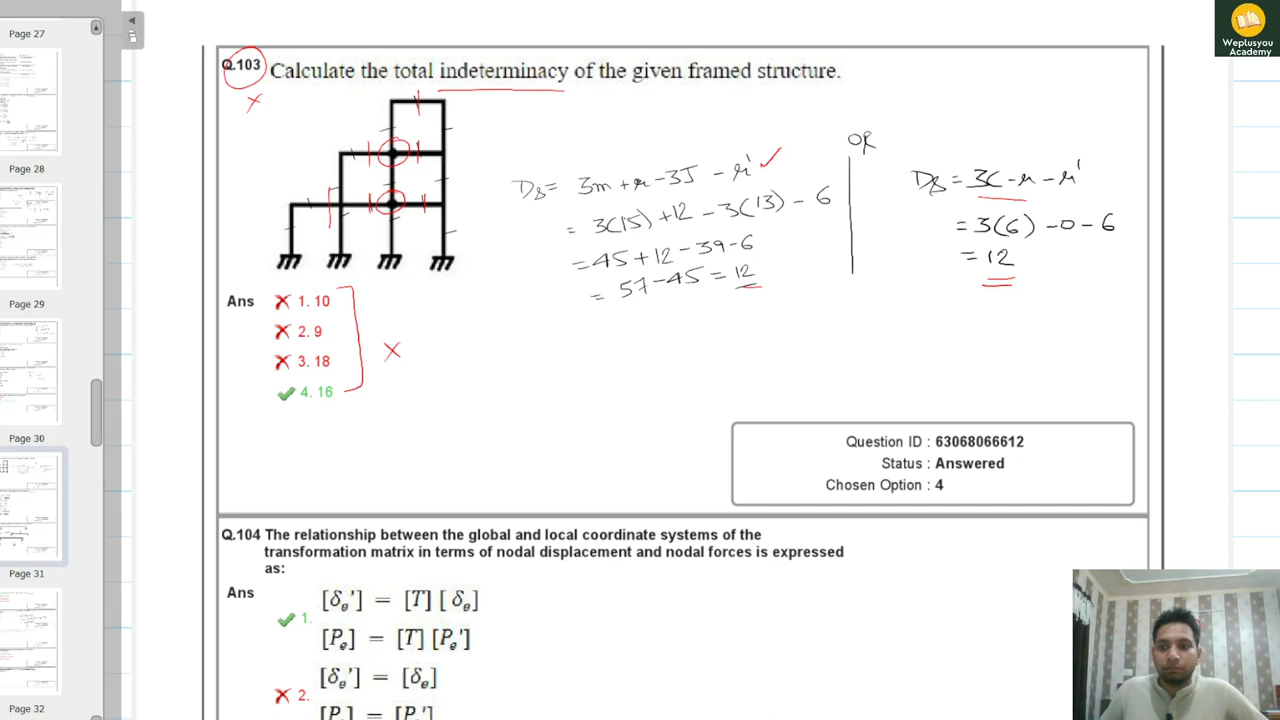 Page 27
Page 28
Page 29
Page 30
Page 31
Page 32
Weplusyou
Academy
Q.103 Calculate the total indeterminacy of the given framed structure.
Ds = 3m + r - 3J - r'
= 3(15) + 12 - 3(13) - 6
= 45 + 12 - 39 - 6
= 57 - 45 = 12
OR
Ds = 3C - r - r'
= 3(6) - 0 - 6
= 12
Ans
1. 10
2. 9
3. 18
4. 16
Question ID : 63068066612
Status : Answered
Chosen Option : 4
Q.104 The relationship between the global and local coordinate systems of the
transformation matrix in terms of nodal displacement and nodal forces is expressed
as:
Ans
1.
[δe'] = [T] [ δe]
[Pe] = [T] [Pe']
2.
[δe'] = [δe]
[Pe] = [Pe']